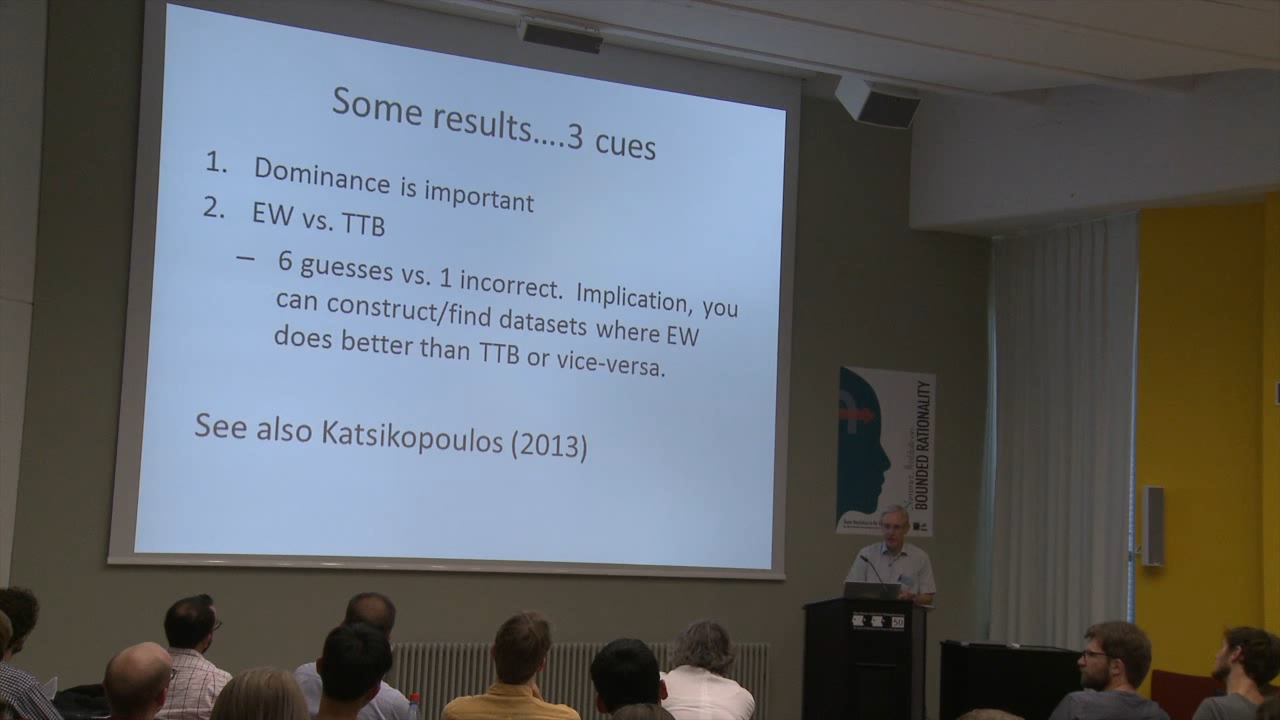 Some results....3 cues
1. Dominance is important
2. EW vs. TTB
– 6 guesses vs. 1 incorrect. Implication, you
can construct/find datasets where EW
does better than TTB or vice-versa.
See also Katsikopoulos (2013)
BOUNDED RATIONALITY
50